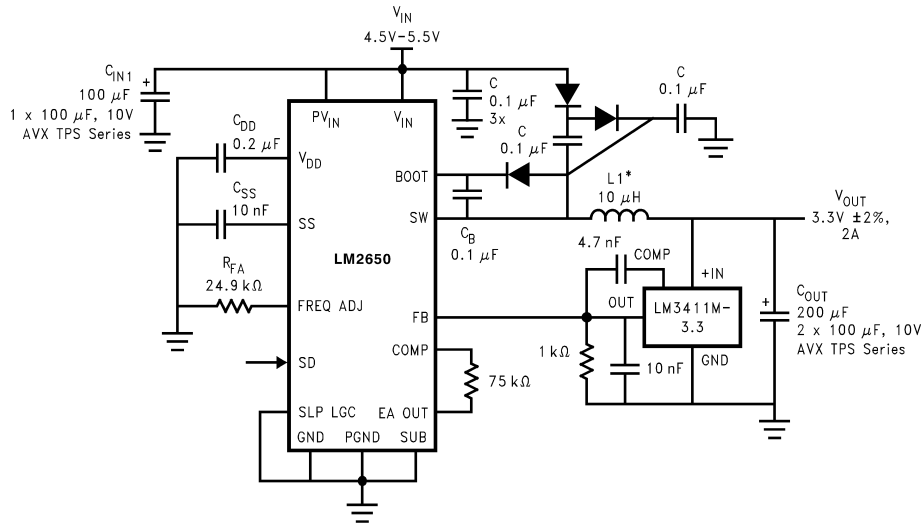 V_IN
4.5V–5.5V
C_IN1
+
100 μF
1 x 100 μF, 10V
AVX TPS Series
C_DD
0.2 μF
C_SS
10 nF
R_FA
24.9 kΩ
PV_IN
V_IN
V_DD
SS
FREQ ADJ
SD
SLP LGC
GND
PGND
SUB
LM2650
BOOT
SW
FB
COMP
EA OUT
C
0.1 μF
3x
C
0.1 μF
C
0.1 μF
C_B
0.1 μF
L1*
10 μH
V_OUT
3.3V ±2%,
2A
4.7 nF
COMP
+IN
OUT
LM3411M-
3.3
GND
1 kΩ
10 nF
75 kΩ
+
C_OUT
200 μF
2 x 100 μF, 10V
AVX TPS Series